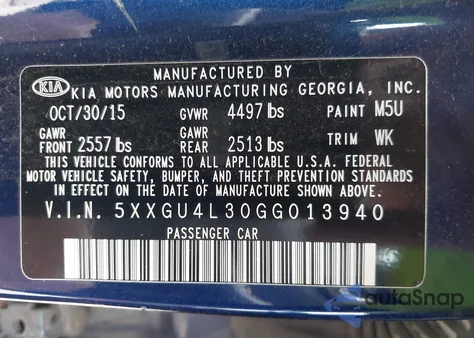 MANUFACTURED BY
KIA KIA MOTORS MANUFACTURING GEORGIA, INC.
OCT/30/15 GVWR 4497 lbs PAINT M5U
GAWR FRONT 2557 lbs GAWR REAR 2513 lbs TRIM WK
THIS VEHICLE CONFORMS TO ALL APPLICABLE U.S.A. FEDERAL
MOTOR VEHICLE SAFETY, BUMPER, AND THEFT PREVENTION STANDARDS
IN EFFECT ON THE DATE OF MANUFACTURE SHOWN ABOVE.
V.I.N. 5XXGU4L30GG013940
PASSENGER CAR
autoSnap